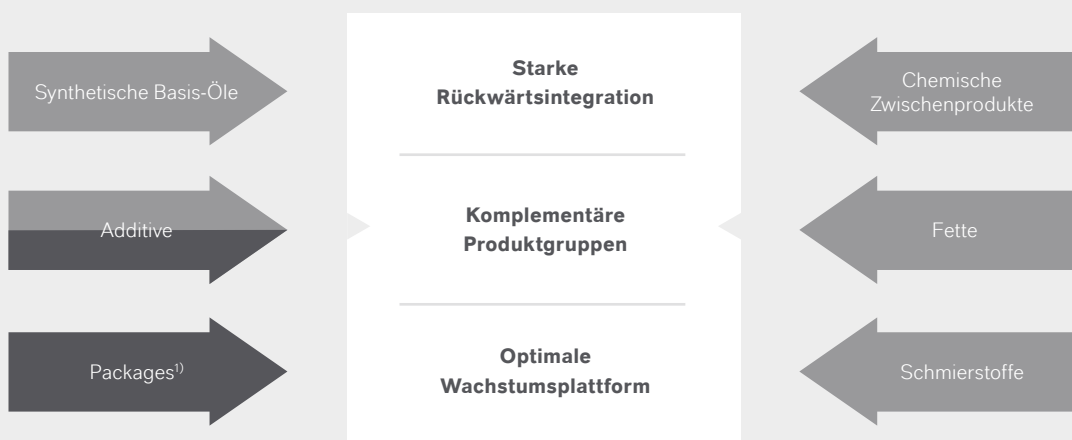 Synthetische Basis-Öle
Additive
Packages¹⁾
Starke
Rückwärtsintegration
Komplementäre
Produktgruppen
Optimale
Wachstumsplattform
Chemische
Zwischenprodukte
Fette
Schmierstoffe